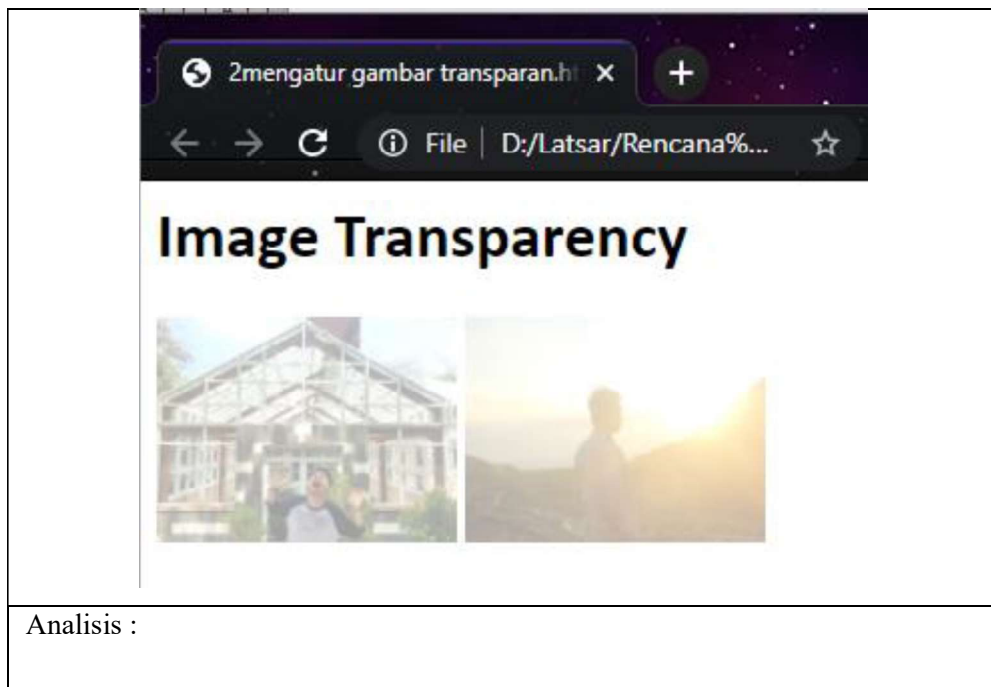 2mengatur gambar transparan.ht
File | D:/Latsar/Rencana%...
Image Transparency
Analisis :